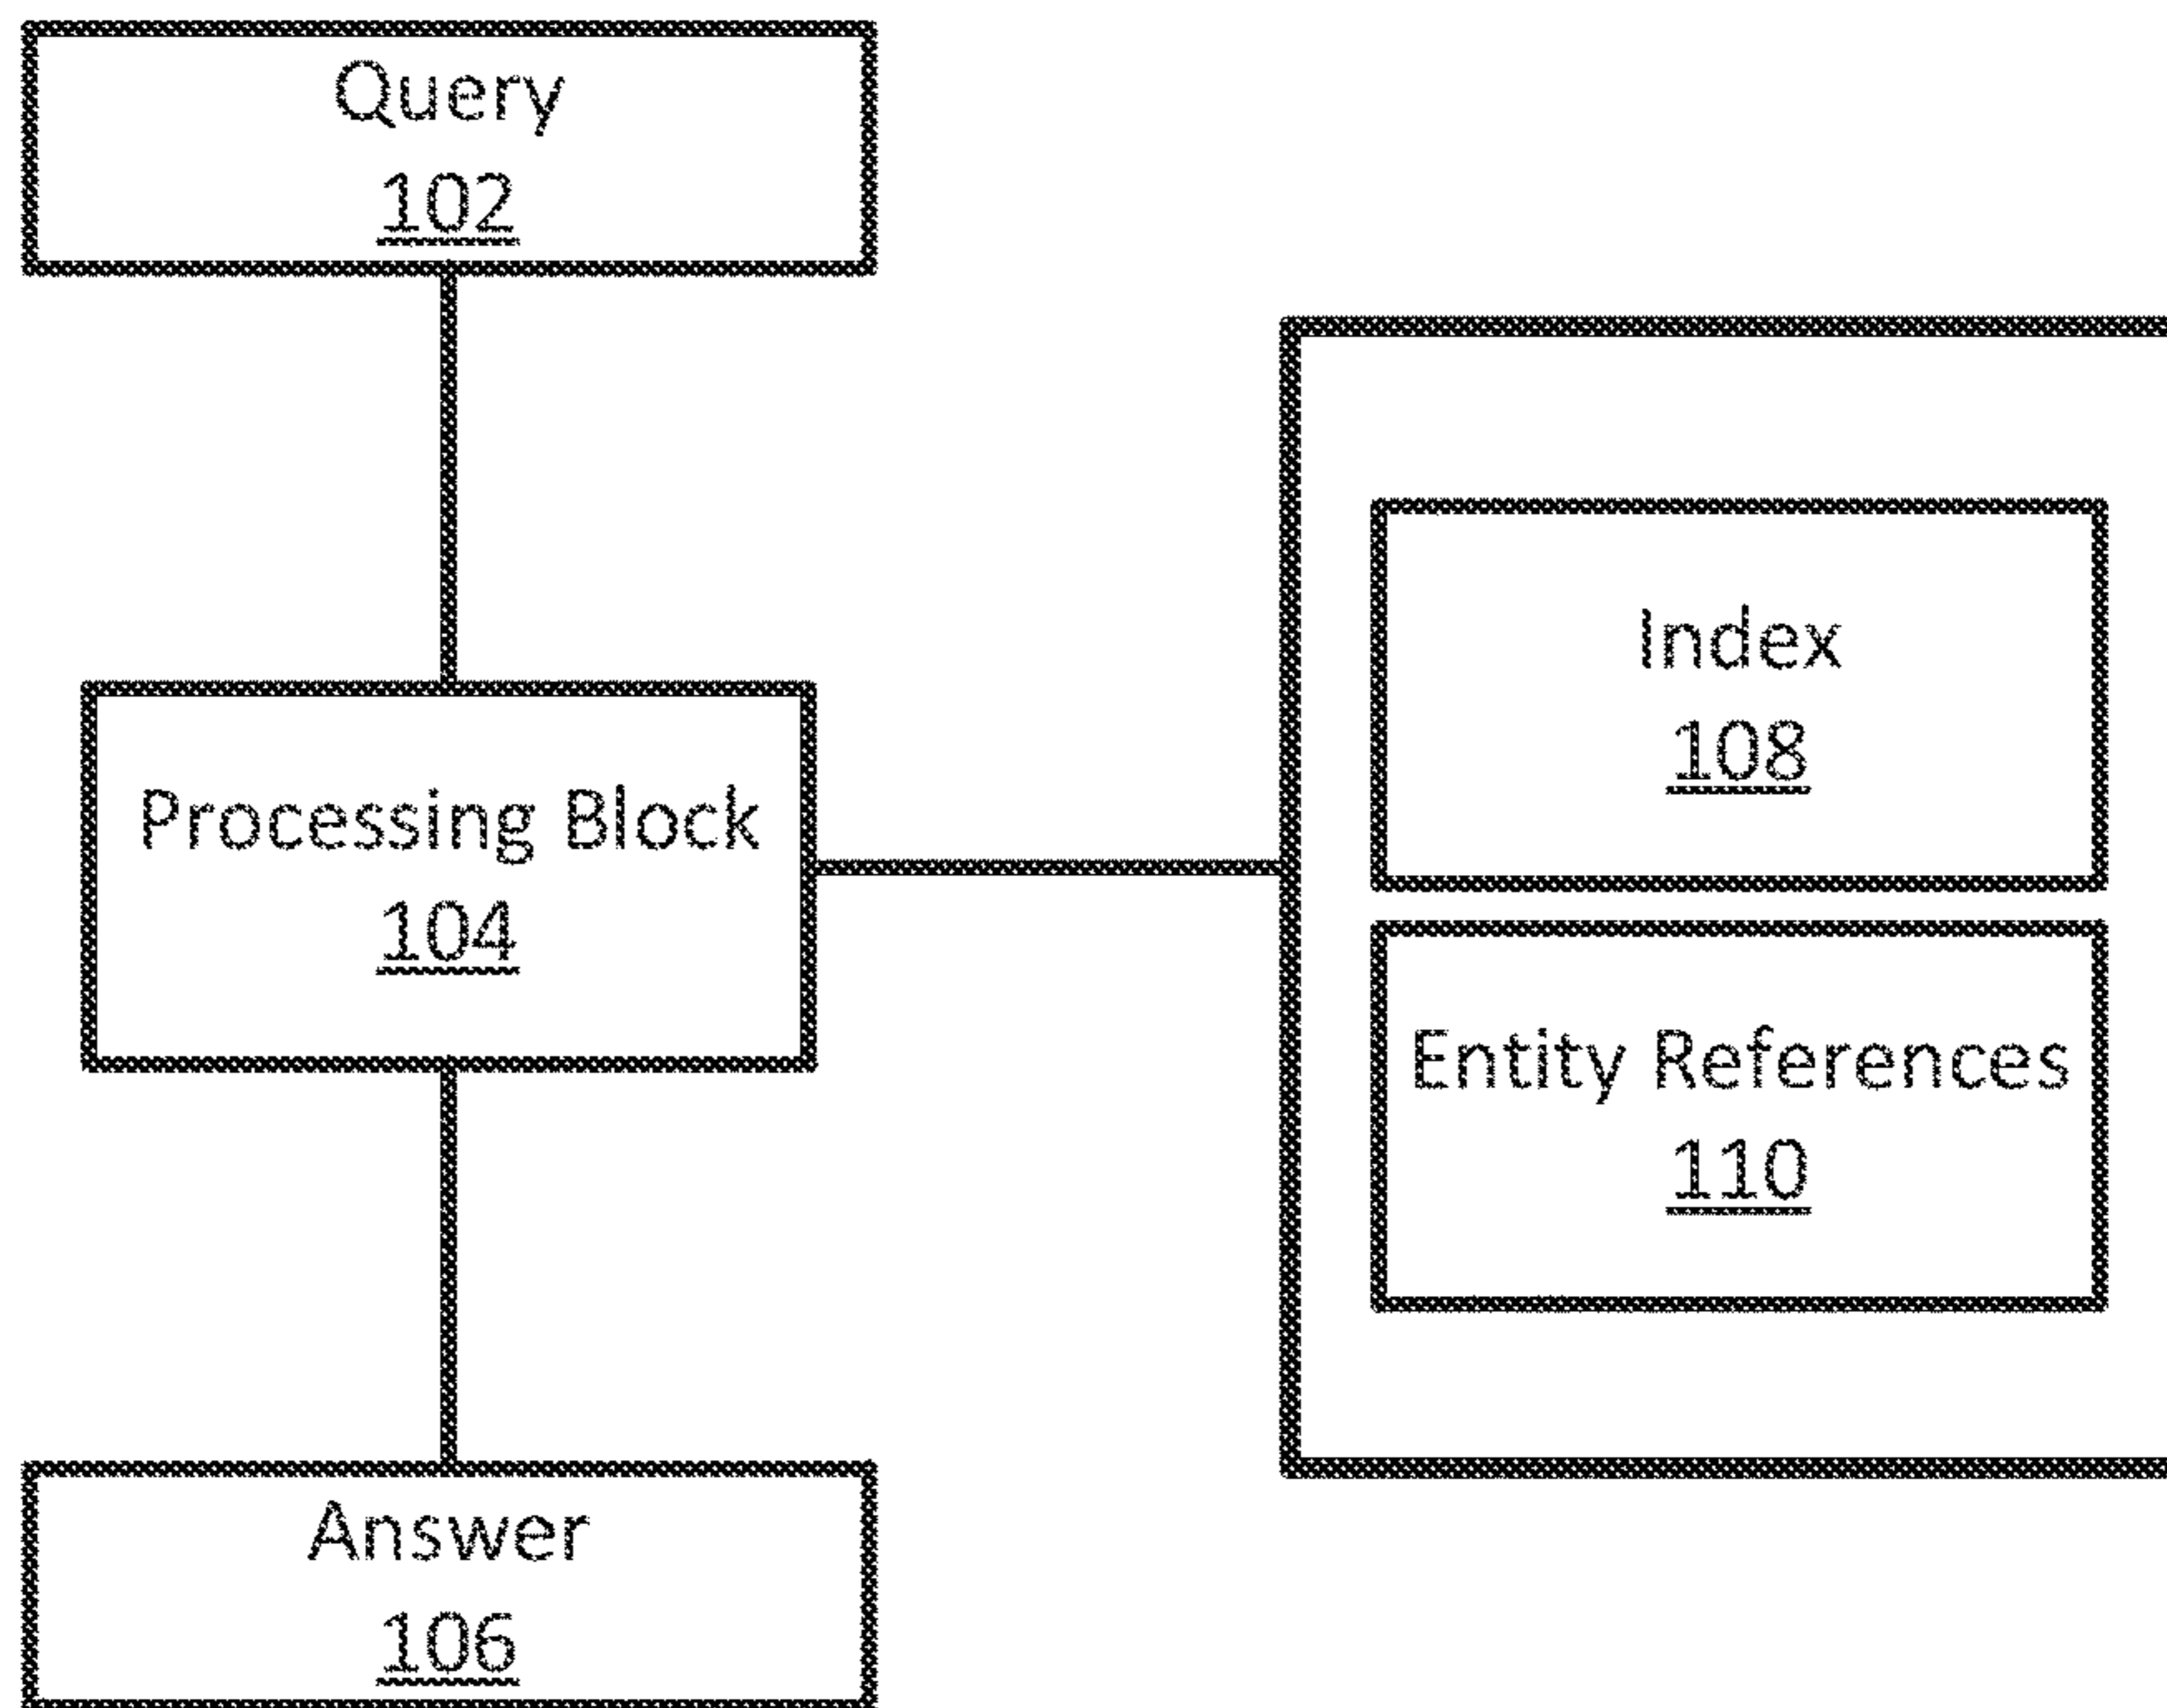 Query
102
Processing Block
104
Answer
106
Index
108
Entity References
110